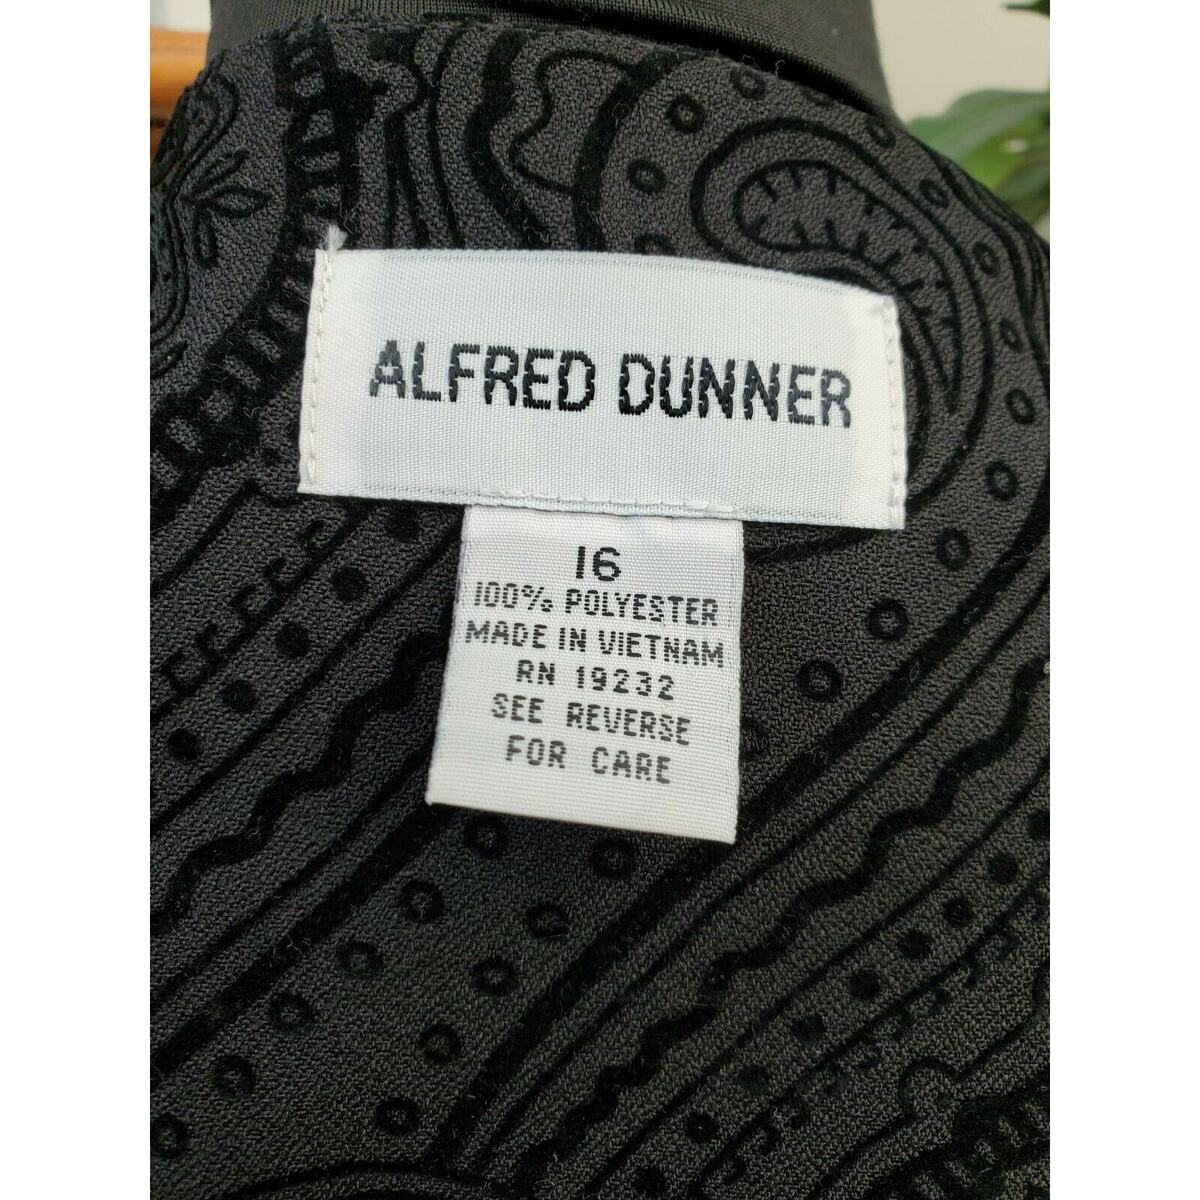 ALFRED DUNNER
16
100% POLYESTER
MADE IN VIETNAM
RN 19232
SEE REVERSE
FOR CARE